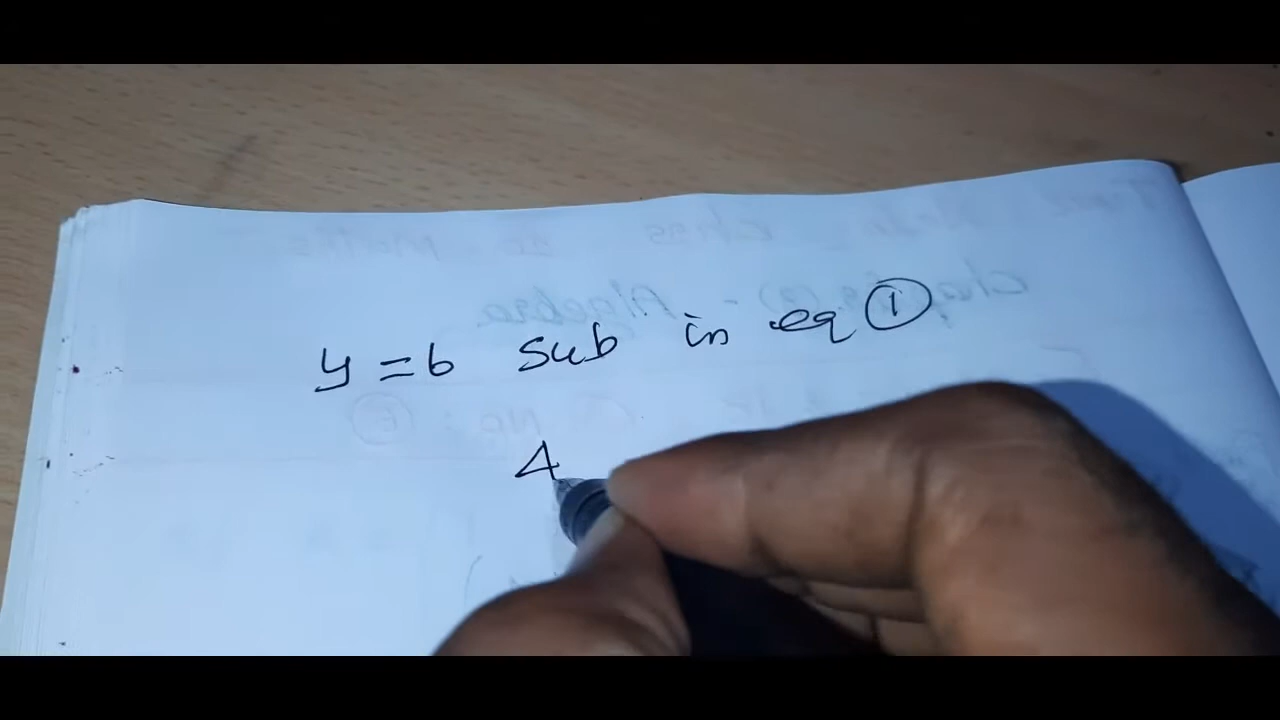 y = 6 sub in eq ①
4